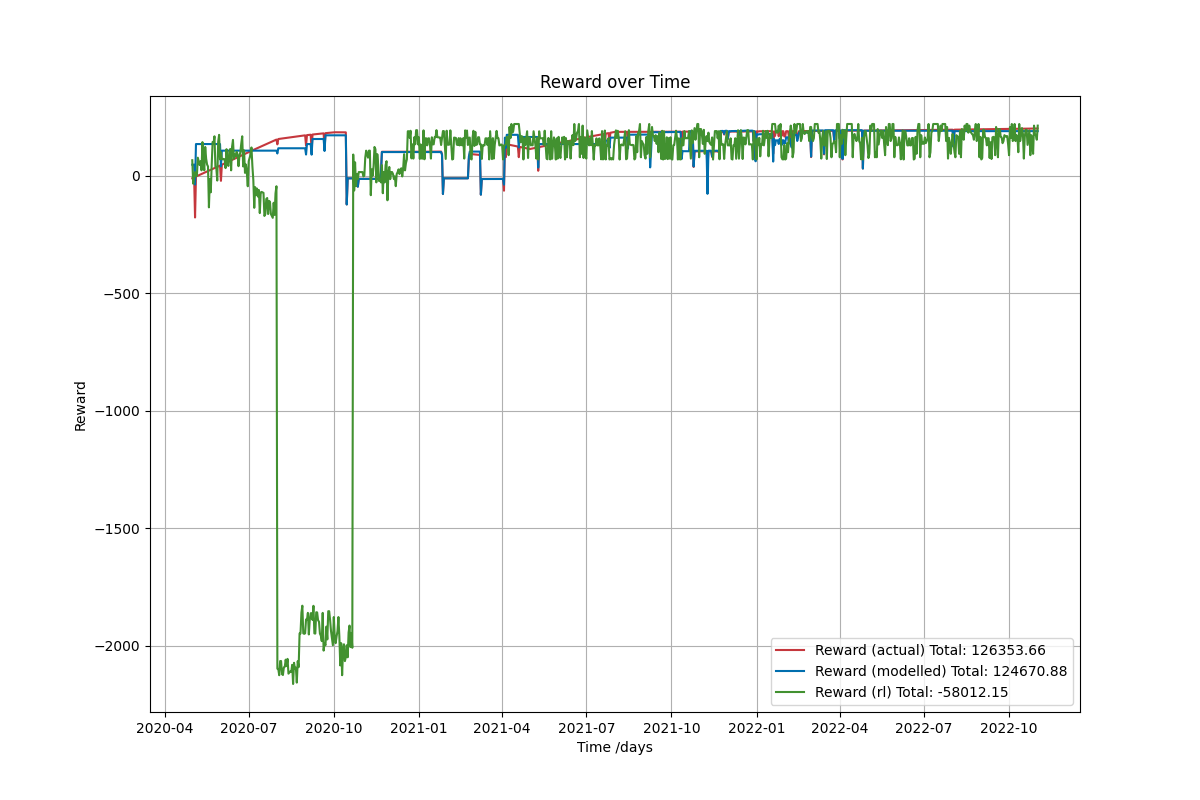 Reward over Time
Reward
0
−500
−1000
−1500
−2000
2020-04 2020-07 2020-10 2021-01 2021-04 2021-07 2021-10 2022-01 2022-04 2022-07 2022-10
Time /days
Reward (actual) Total: 126353.66
Reward (modelled) Total: 124670.88
Reward (rl) Total: -58012.15